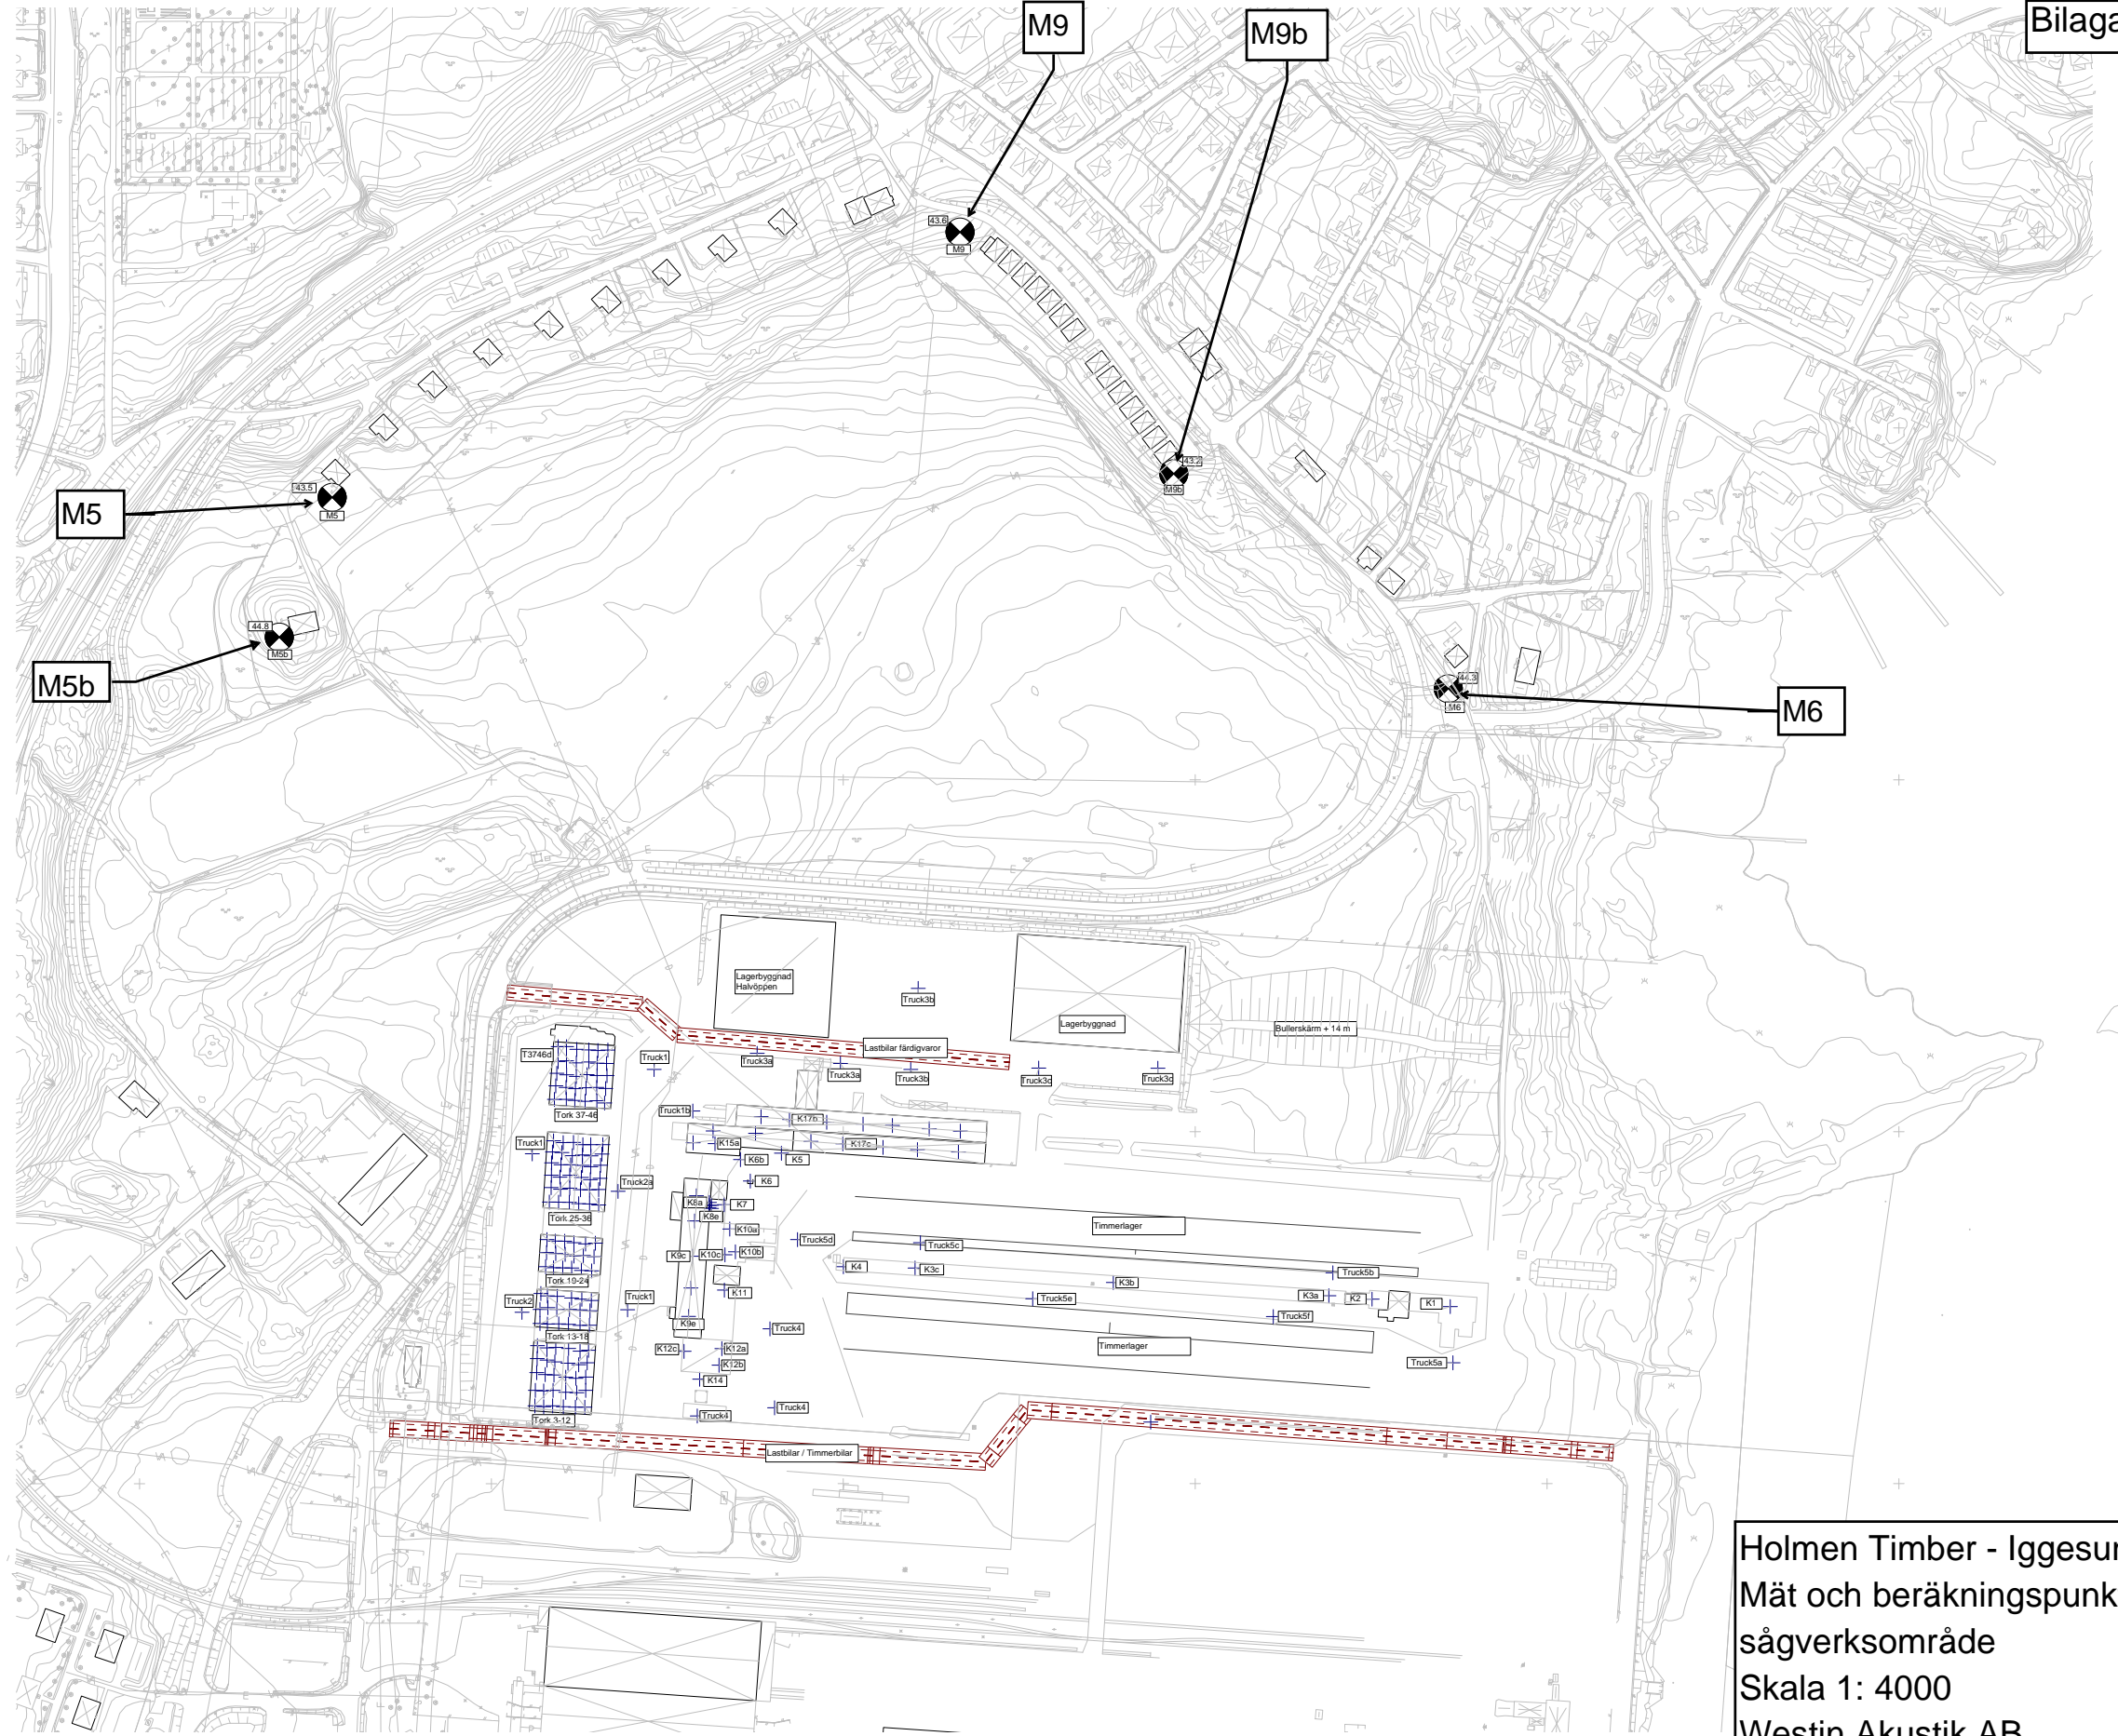 M9
M9b
Bilaga
43.6
M9
43.2
M9b
M5
43.5
M5
44.8
M5b
M5b
44.3
M6
M6
Lagerbyggnad
Halvöppen
Truck3b
Lagerbyggnad
Bullerskärm + 14 m
Lastbilar färdigvaror
T3746d
Truck1
Truck3a
Truck3a
Truck3b
Truck3c
Truck3c
Tork 37-46
Truck1b
K17b
Truck1
K15a
K17c
K6b
K5
Truck2a
K6
K8a
K7
K8e
Tork 25-36
K10a
Timmerlager
Truck5d
Truck5c
K9c
K10c
K10b
K4
K3c
Truck5b
Tork 19-24
K3b
K11
K3a
K2
K1
Truck2
Truck1
Truck5e
Truck5f
K9e
Truck4
Tork 13-18
K12c
K12a
Timmerlager
K12b
Truck5a
K14
Truck4
Truck4
Tork 3-12
Lastbilar / Timmerbilar
Holmen Timber - Iggesun
Mät och beräkningspunk
sågverksområde
Skala 1: 4000
Westin Akustik AB